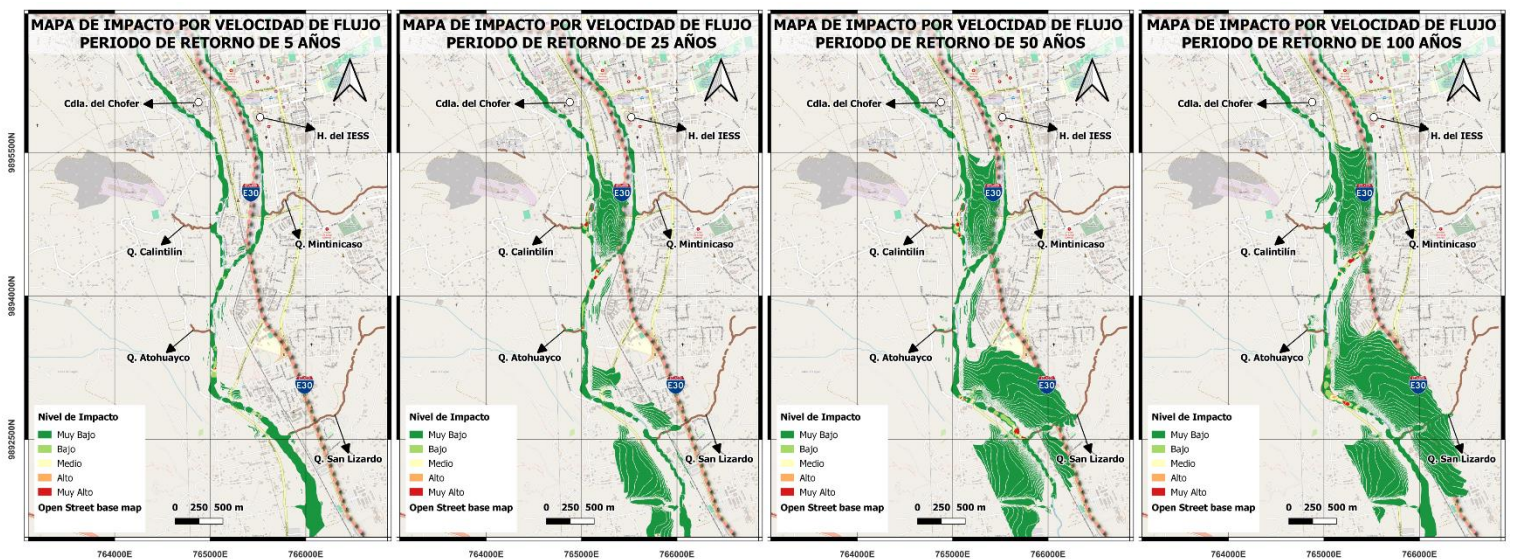 MAPA DE IMPACTO POR VELOCIDAD DE FLUJO
PERIODO DE RETORNO DE 5 AÑOS
Cdla. del Chofer
H. del IESS
E30
Q. Calintilín
Q. Mintinicaso
Q. Atohuayco
E30
Q. San Lizardo
Nivel de Impacto
Muy Bajo
Bajo
Medio
Alto
Muy Alto
Open Street base map
0 250 500 m
9895500N
9894000N
9892500N
764000E 765000E 766000E
MAPA DE IMPACTO POR VELOCIDAD DE FLUJO
PERIODO DE RETORNO DE 25 AÑOS
Cdla. del Chofer
H. del IESS
E30
Q. Calintilín
Q. Mintinicaso
Q. Atohuayco
E30
Q. San Lizardo
Nivel de Impacto
Muy Bajo
Bajo
Medio
Alto
Muy Alto
Open Street base map
0 250 500 m
764000E 765000E 766000E
MAPA DE IMPACTO POR VELOCIDAD DE FLUJO
PERIODO DE RETORNO DE 50 AÑOS
Cdla. del Chofer
H. del IESS
E30
Q. Calintilín
Q. Mintinicaso
Q. Atohuayco
E30
Q. San Lizardo
Nivel de Impacto
Muy Bajo
Bajo
Medio
Alto
Muy Alto
Open Street base map
0 250 500 m
764000E 765000E 766000E
MAPA DE IMPACTO POR VELOCIDAD DE FLUJO
PERIODO DE RETORNO DE 100 AÑOS
Cdla. del Chofer
H. del IESS
E30
Q. Calintilín
Q. Mintinicaso
Q. Atohuayco
E30
Q. San Lizardo
Nivel de Impacto
Muy Bajo
Bajo
Medio
Alto
Muy Alto
Open Street base map
0 250 500 m
764000E 765000E 766000E